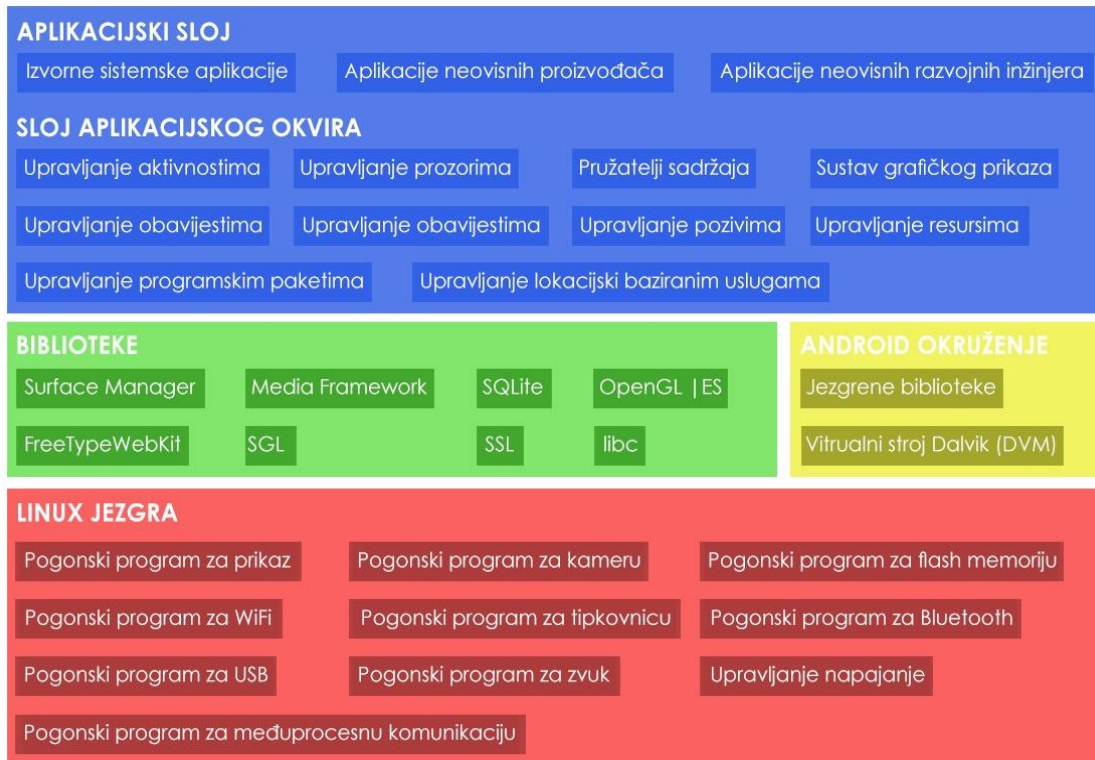 APLIKACIJSKI SLOJ
Izvorne sistemske aplikacije Aplikacije neovisnih proizvođača Aplikacije neovisnih razvojnih inžinjera
SLOJ APLIKACIJSKOG OKVIRA
Upravljanje aktivnostima Upravljanje prozorima Pružatelji sadržaja Sustav grafičkog prikaza
Upravljanje obavijestima Upravljanje obavijestima Upravljanje pozivima Upravljanje resursima
Upravljanje programskim paketima Upravljanje lokacijski baziranim uslugama
BIBLIOTEKE
Surface Manager Media Framework SQLite OpenGL |ES
FreeTypeWebKit SGL SSL libc
ANDROID OKRUŽENJE
Jezgrene biblioteke
Vitrualni stroj Dalvik (DVM)
LINUX JEZGRA
Pogonski program za prikaz Pogonski program za kameru Pogonski program za flash memoriju
Pogonski program za WiFi Pogonski program za tipkovnicu Pogonski program za Bluetooth
Pogonski program za USB Pogonski program za zvuk Upravljanje napajanje
Pogonski program za međuprocesnu komunikaciju